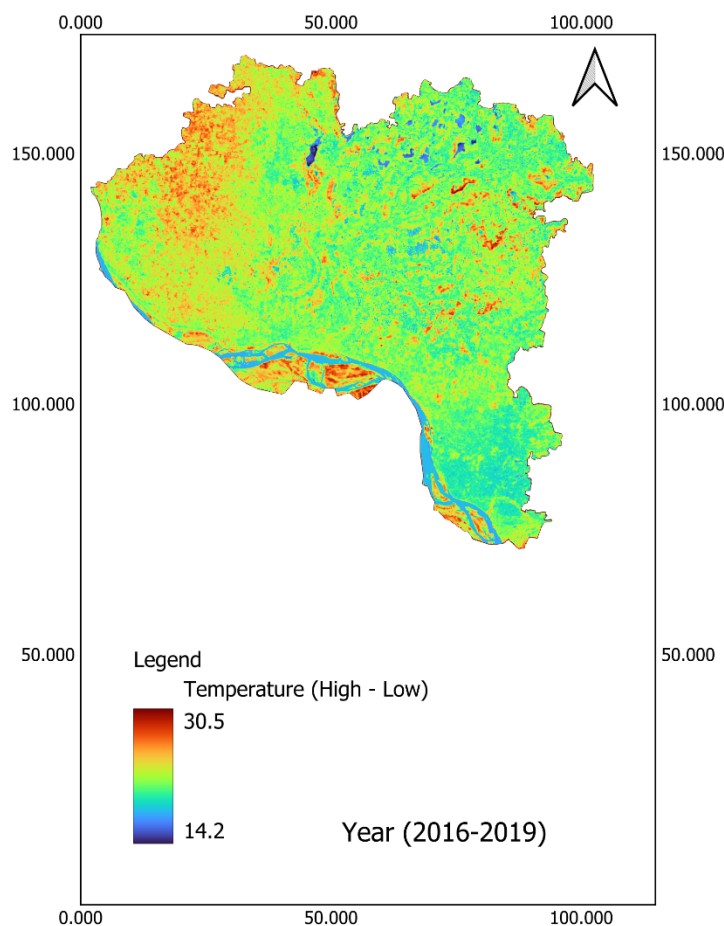 0.000 50.000 100.000
150.000 150.000
100.000 100.000
50.000 50.000
Legend
Temperature (High - Low)
30.5
14.2
Year (2016-2019)
0.000 50.000 100.000